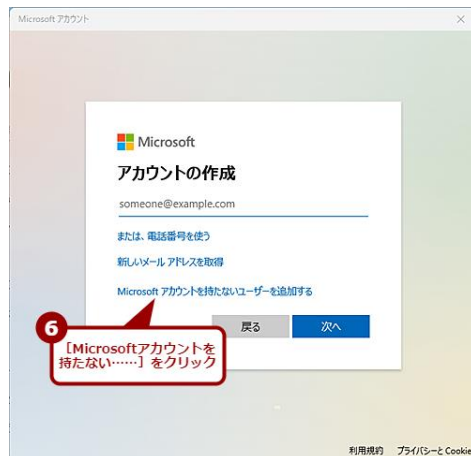 Microsoft アカウント
Microsoft
アカウントの作成
someone@example.com
または、電話番号を使う
新しいメール アドレスを取得
Microsoft アカウントを持たないユーザーを追加する
戻る 次へ
6
[Microsoftアカウントを
持たない……] をクリック
利用規約 プライバシーと Cookie